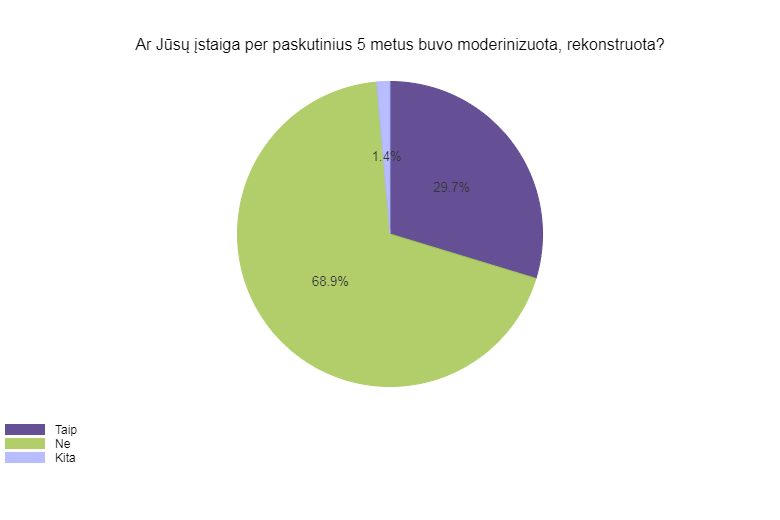 Ar Jūsų įstaiga per paskutinius 5 metus buvo moderinizuota, rekonstruota?
1.4%
29.7%
68.9%
Taip
Ne
Kita